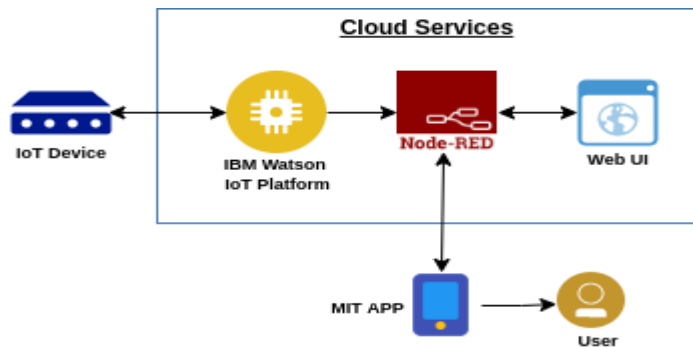 Cloud Services
IoT Device
IBM Watson
IoT Platform
Node-RED
Web UI
MIT APP
User